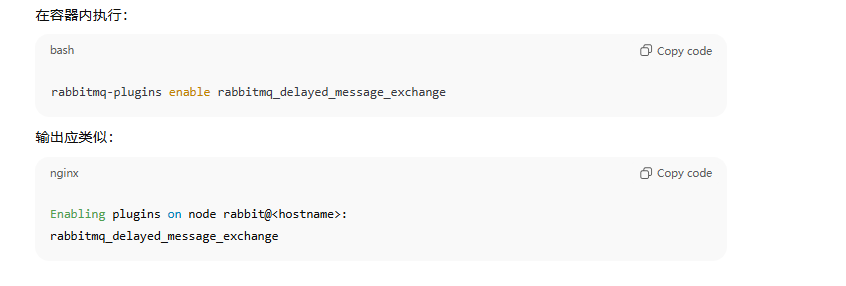 在容器内执行：
bash
Copy code
rabbitmq-plugins enable rabbitmq_delayed_message_exchange
输出应类似：
nginx
Copy code
Enabling plugins on node rabbit@<hostname>:
rabbitmq_delayed_message_exchange